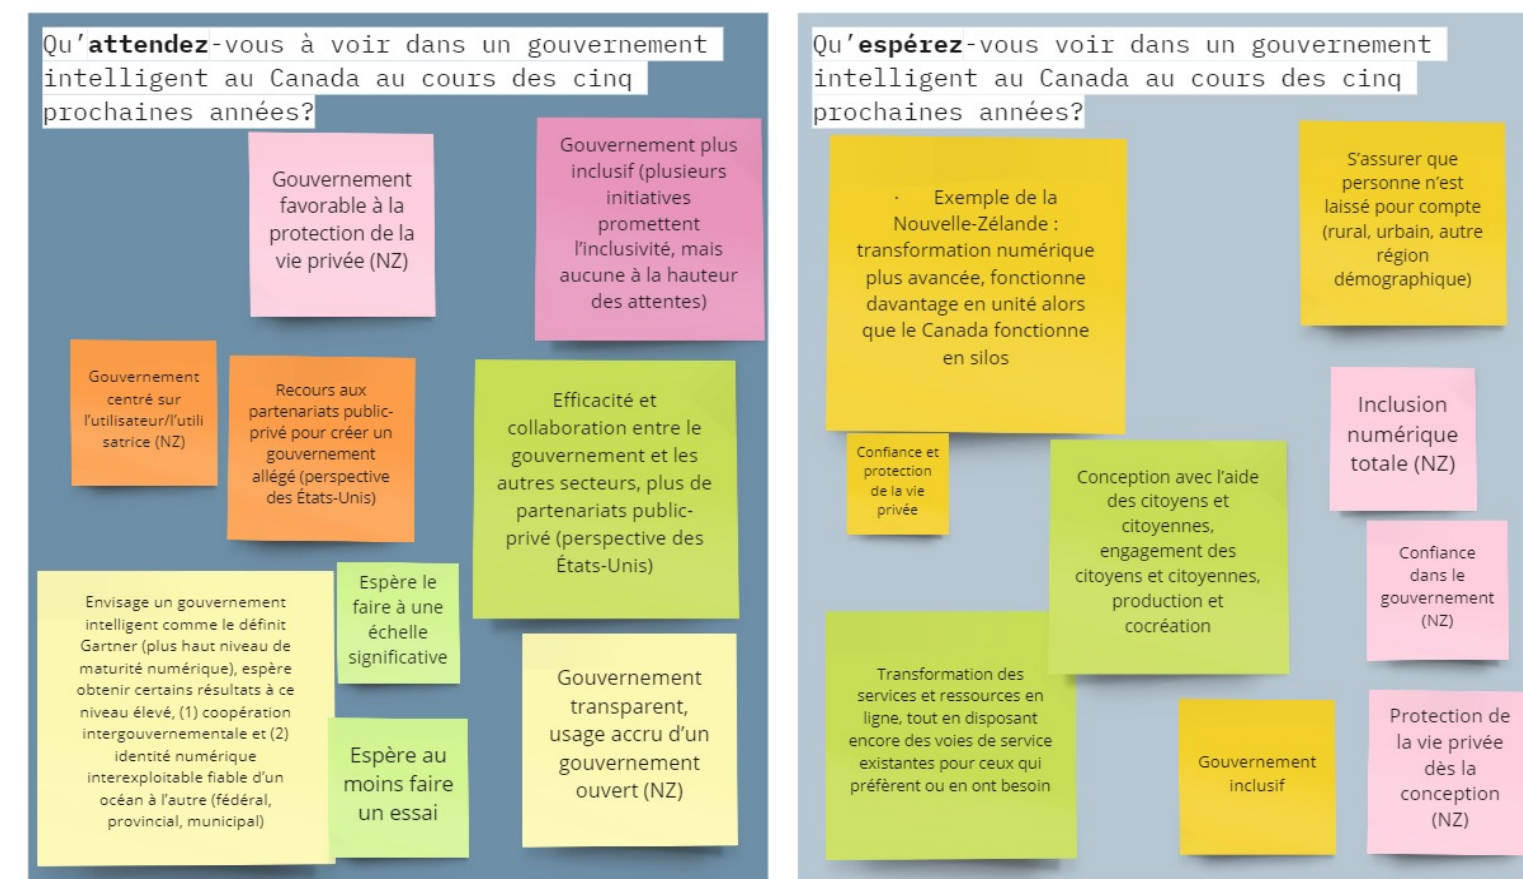 Qu’attendez-vous à voir dans un gouvernement
intelligent au Canada au cours des cinq
prochaines années?
Gouvernement
favorable à la
protection de la
vie privée (NZ)
Gouvernement plus
inclusif (plusieurs
initiatives
promettent
l’inclusivité, mais
aucune à la hauteur
des attentes)
Gouvernement
centré sur
l’utilisateur/l’utili
satrice (NZ)
Recours aux
partenariats public-
privé pour créer un
gouvernement
allégé (perspective
des États-Unis)
Efficacité et
collaboration entre le
gouvernement et les
autres secteurs, plus de
partenariats public-
privé (perspective des
États-Unis)
Envisage un gouvernement
intelligent comme le définit
Gartner (plus haut niveau de
maturité numérique), espère
obtenir certains résultats à ce
niveau élevé, (1) coopération
intergouvernementale et (2)
identité numérique
interexploitable fiable d’un
océan à l’autre (fédéral,
provincial, municipal)
Espère le
faire à une
échelle
significative
Espère au
moins faire
un essai
Gouvernement
transparent,
usage accru d’un
gouvernement
ouvert (NZ)
Qu’espérez-vous voir dans un gouvernement
intelligent au Canada au cours des cinq
prochaines années?
· Exemple de la
Nouvelle-Zélande :
transformation numérique
plus avancée, fonctionne
davantage en unité alors
que le Canada fonctionne
en silos
S’assurer que
personne n’est
laissé pour compte
(rural, urbain, autre
région
démographique)
Confiance et
protection
de la vie
privée
Conception avec l’aide
des citoyens et
citoyennes,
engagement des
citoyens et citoyennes,
production et
cocréation
Inclusion
numérique
totale (NZ)
Confiance
dans le
gouvernement
(NZ)
Transformation des
services et ressources en
ligne, tout en disposant
encore des voies de service
existantes pour ceux qui
préfèrent ou en ont besoin
Gouvernement
inclusif
Protection de
la vie privée
dès la
conception
(NZ)